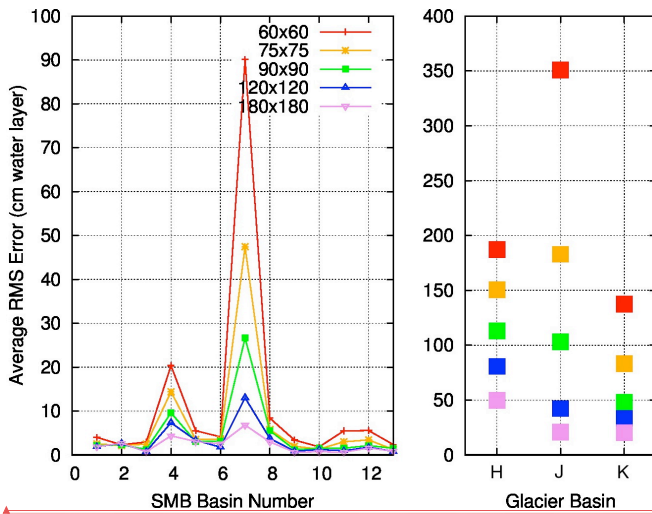 100
90
80
70
60
50
40
30
20
10
0
0 2 4 6 8 10 12
SMB Basin Number
Average RMS Error (cm water layer)
60x60
75x75
90x90
120x120
180x180
400
350
300
250
200
150
100
50
0
H J K
Glacier Basin